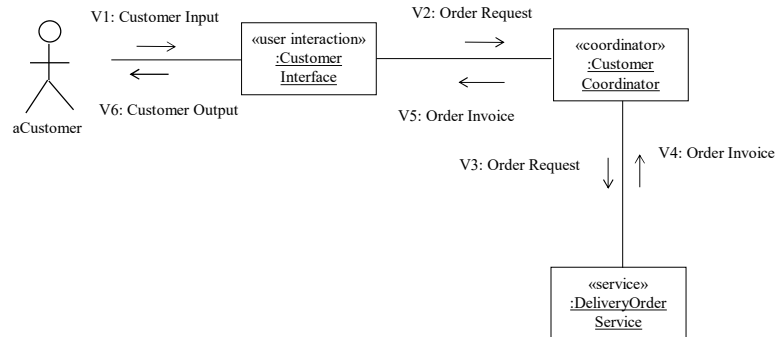 V1: Customer Input
V2: Order Request
«user interaction»
:Customer
Interface
«coordinator»
:Customer
Coordinator
V6: Customer Output
V5: Order Invoice
aCustomer
V3: Order Request
V4: Order Invoice
«service»
:DeliveryOrder
Service